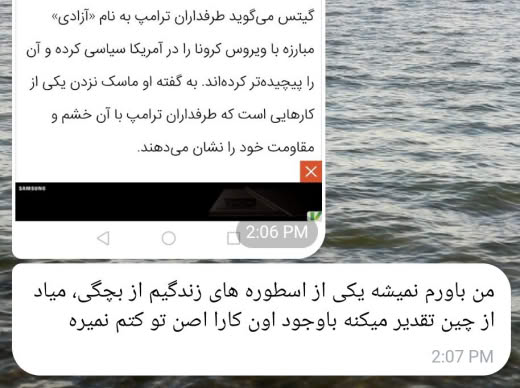 گیتس می‌گوید طرفداران ترامپ به نام «آزادی»
مبارزه با ویروس کرونا را در آمریکا سیاسی کرده و آن
را پیچیده‌تر کرده‌اند. به گفته او ماسک نزدن یکی از
کارهایی است که طرفداران ترامپ با آن خشم و
مقاومت خود را نشان می‌دهند.
SAMSUNG
2:06 PM
من باورم نمیشه یکی از اسطوره های زندگیم از بچگی، میاد
از چین تقدیر میکنه باوجود اون کارا اصن تو کتم نمیره
2:07 PM